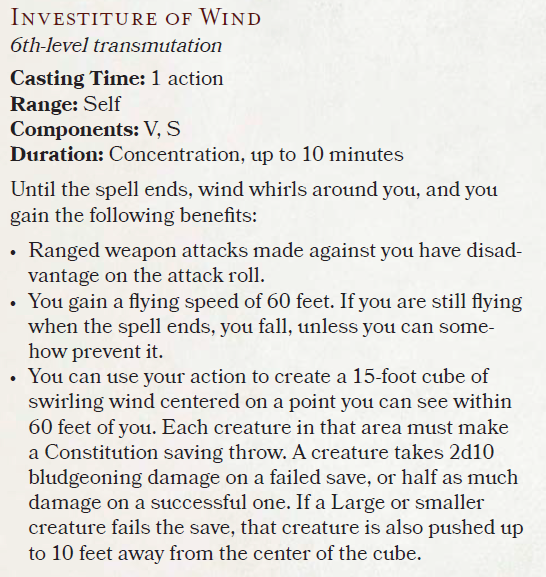 Investiture of Wind
6th-level transmutation
Casting Time: 1 action
Range: Self
Components: V, S
Duration: Concentration, up to 10 minutes
Until the spell ends, wind whirls around you, and you
gain the following benefits:
• Ranged weapon attacks made against you have disad-
vantage on the attack roll.
• You gain a flying speed of 60 feet. If you are still flying
when the spell ends, you fall, unless you can some-
how prevent it.
• You can use your action to create a 15-foot cube of
swirling wind centered on a point you can see within
60 feet of you. Each creature in that area must make
a Constitution saving throw. A creature takes 2d10
bludgeoning damage on a failed save, or half as much
damage on a successful one. If a Large or smaller
creature fails the save, that creature is also pushed up
to 10 feet away from the center of the cube.